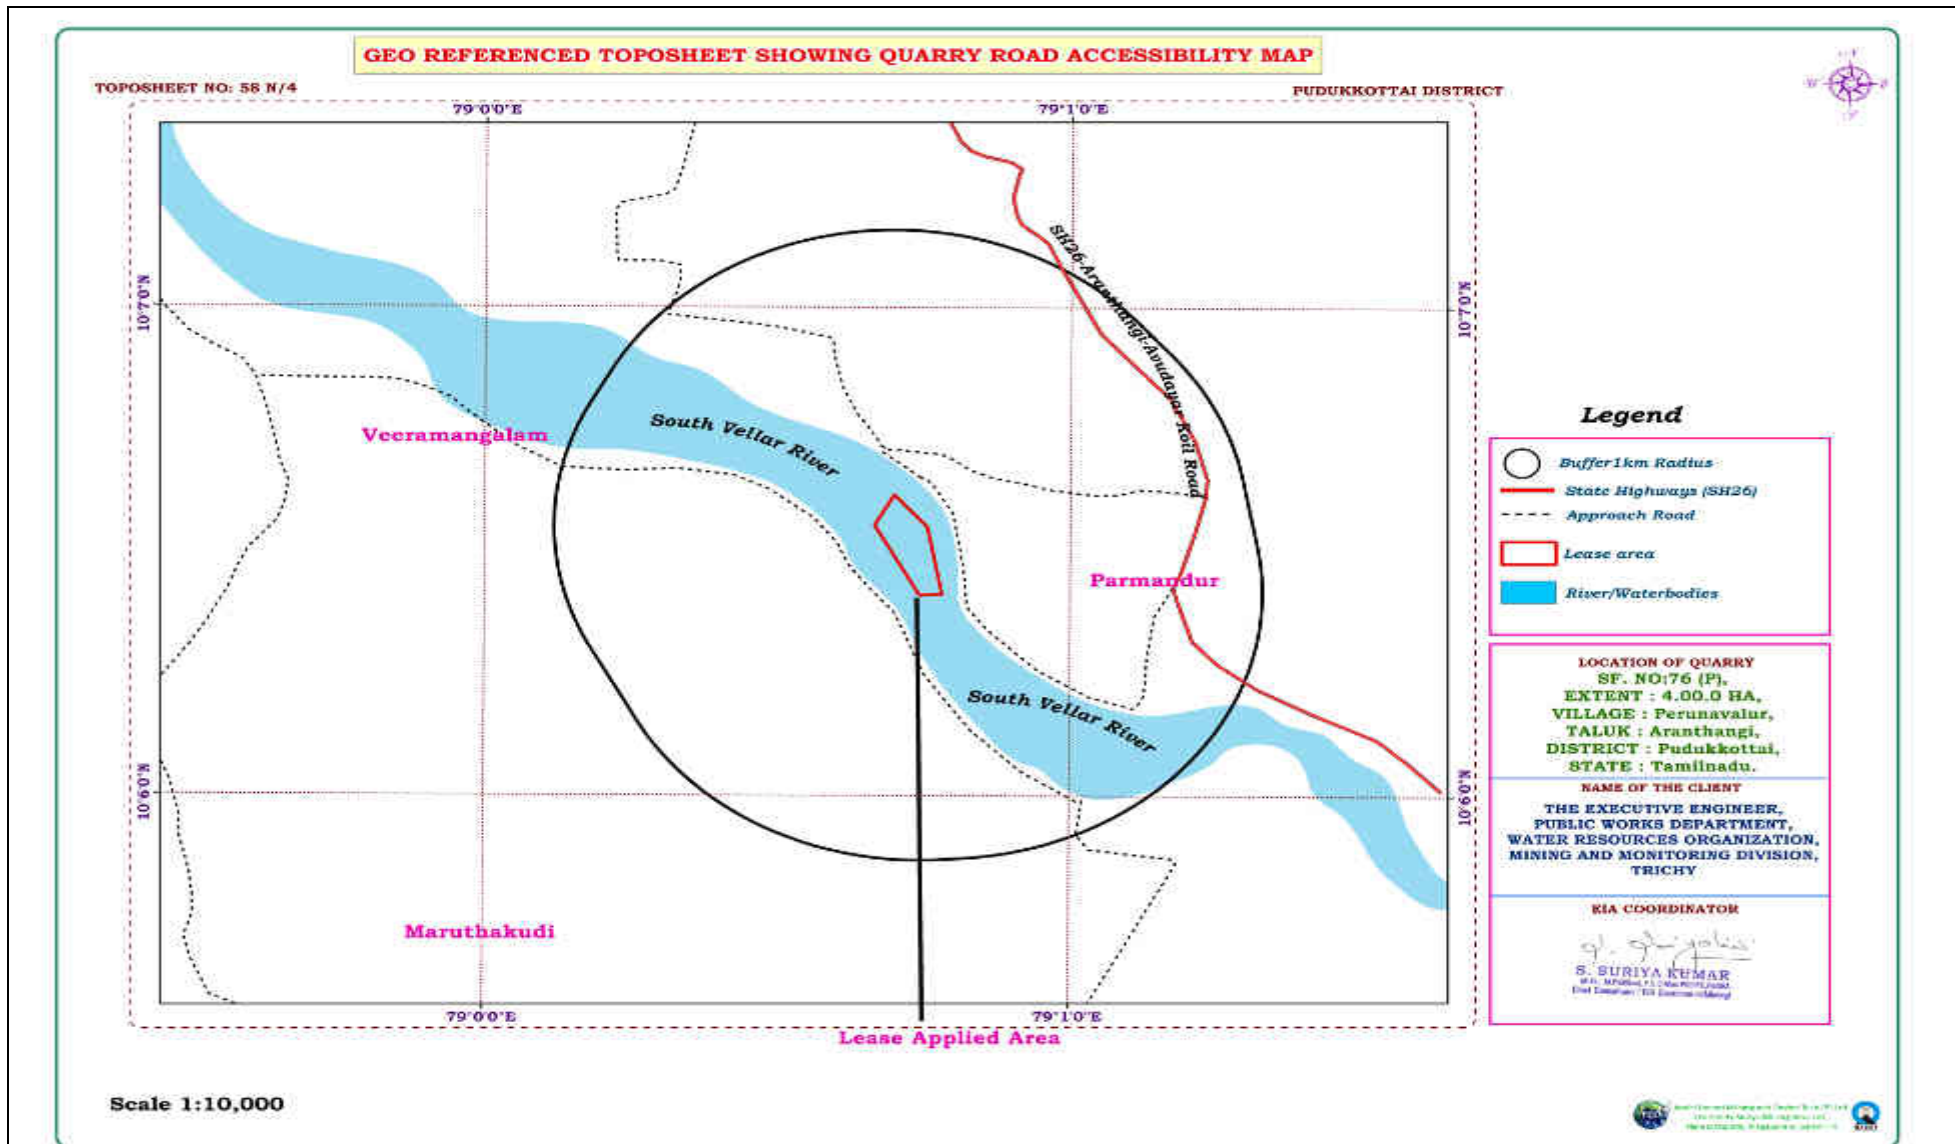 GEO REFERENCED TOPOSHEET SHOWING QUARRY ROAD ACCESSIBILITY MAP
TOPOSHEET NO: 58 N/4
PUDUKKOTTAI DISTRICT
79°0'0"E
79°1'0"E
10°7'0"N
10°7'0"N
SH26-Aranthangi-Avudayar Koil Road
Veeramangalam
South Vellar River
Parmandur
South Vellar River
10°6'0"N
10°6'0"N
Maruthakudi
79°0'0"E
79°1'0"E
Lease Applied Area
Scale 1:10,000
Legend
Buffer1km Radius
State Highways (SH26)
Approach Road
Lease area
River/Waterbodies
LOCATION OF QUARRY
SF. NO:76 (P),
EXTENT : 4.00.0 HA,
VILLAGE : Perunavalur,
TALUK : Aranthangi,
DISTRICT : Pudukkottai,
STATE : Tamilnadu.
NAME OF THE CLIENT
THE EXECUTIVE ENGINEER,
PUBLIC WORKS DEPARTMENT,
WATER RESOURCES ORGANIZATION,
MINING AND MONITORING DIVISION,
TRICHY
EIA COORDINATOR
S. SURIYA KUMAR